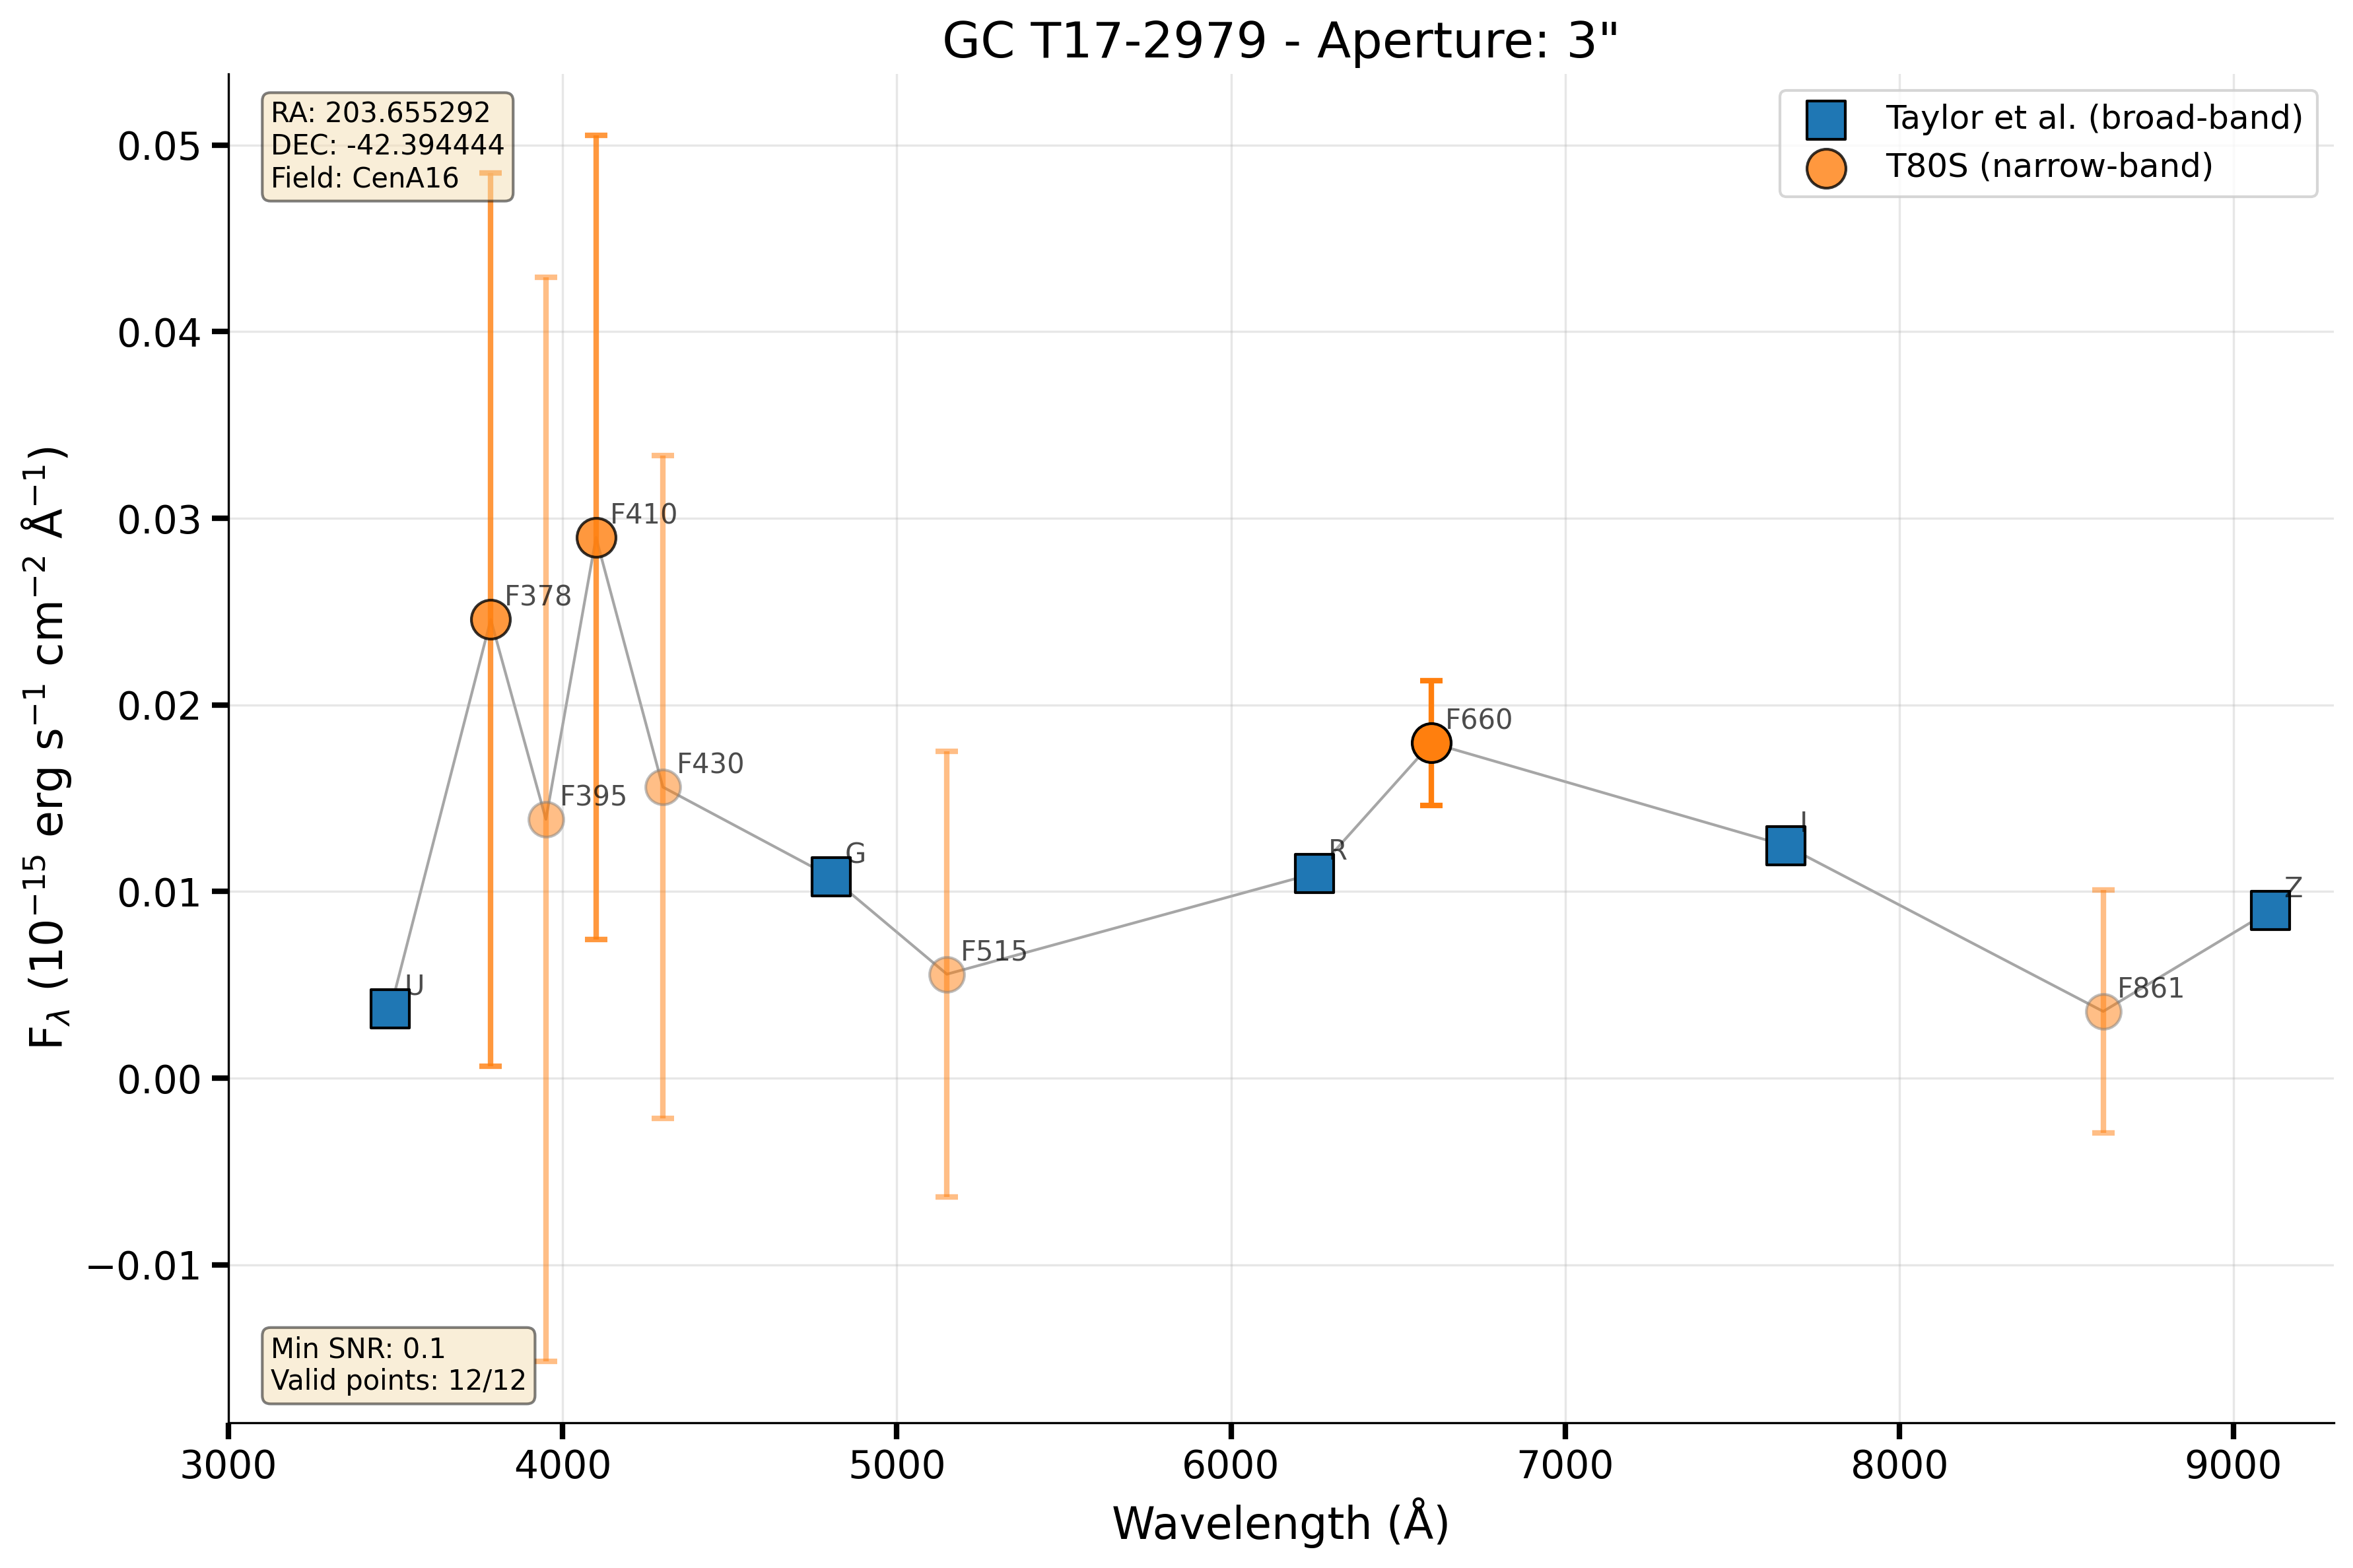 GC T17-2979 - Aperture: 3"
RA: 203.655292
DEC: -42.394444
Field: CenA16
Taylor et al. (broad-band)
T80S (narrow-band)
0.05
0.04
0.03
0.02
0.01
0.00
−0.01
F_λ (10⁻¹⁵ erg s⁻¹ cm⁻² Å⁻¹)
U
F378
F395
F410
F430
G
F515
R
F660
I
F861
Z
Min SNR: 0.1
Valid points: 12/12
3000 4000 5000 6000 7000 8000 9000
Wavelength (Å)